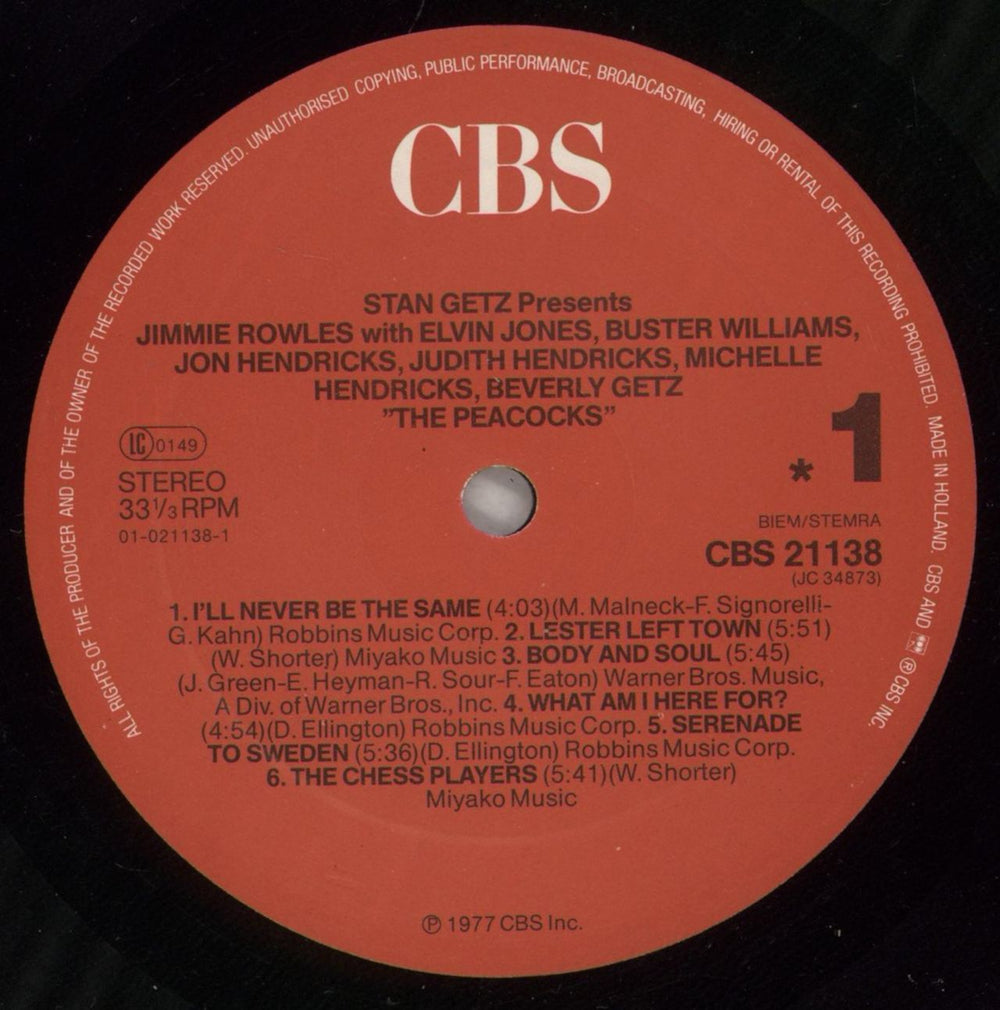 ALL RIGHTS OF THE PRODUCER AND OF THE OWNER OF THE RECORDED WORK RESERVED. UNAUTHORISED COPYING, PUBLIC PERFORMANCE, BROADCASTING, HIRING OR RENTAL OF THIS RECORDING PROHIBITED. MADE IN HOLLAND. CBS AND ® CBS INC.
CBS
STAN GETZ Presents
JIMMIE ROWLES with ELVIN JONES, BUSTER WILLIAMS,
JON HENDRICKS, JUDITH HENDRICKS, MICHELLE
HENDRICKS, BEVERLY GETZ
"THE PEACOCKS"
LC 0149
STEREO
33⅓ RPM
01-021138-1
* 1
BIEM/STEMRA
CBS 21138
(JC 34873)
1. I'LL NEVER BE THE SAME (4:03)(M. Malneck-F. Signorelli-
G. Kahn) Robbins Music Corp. 2. LESTER LEFT TOWN (5:51)
(W. Shorter) Miyako Music 3. BODY AND SOUL (5:45)
(J. Green-E. Heyman-R. Sour-F. Eaton) Warner Bros. Music,
A Div. of Warner Bros., Inc. 4. WHAT AM I HERE FOR?
(4:54)(D. Ellington) Robbins Music Corp. 5. SERENADE
TO SWEDEN (5:36)(D. Ellington) Robbins Music Corp.
6. THE CHESS PLAYERS (5:41)(W. Shorter)
Miyako Music
℗ 1977 CBS Inc.